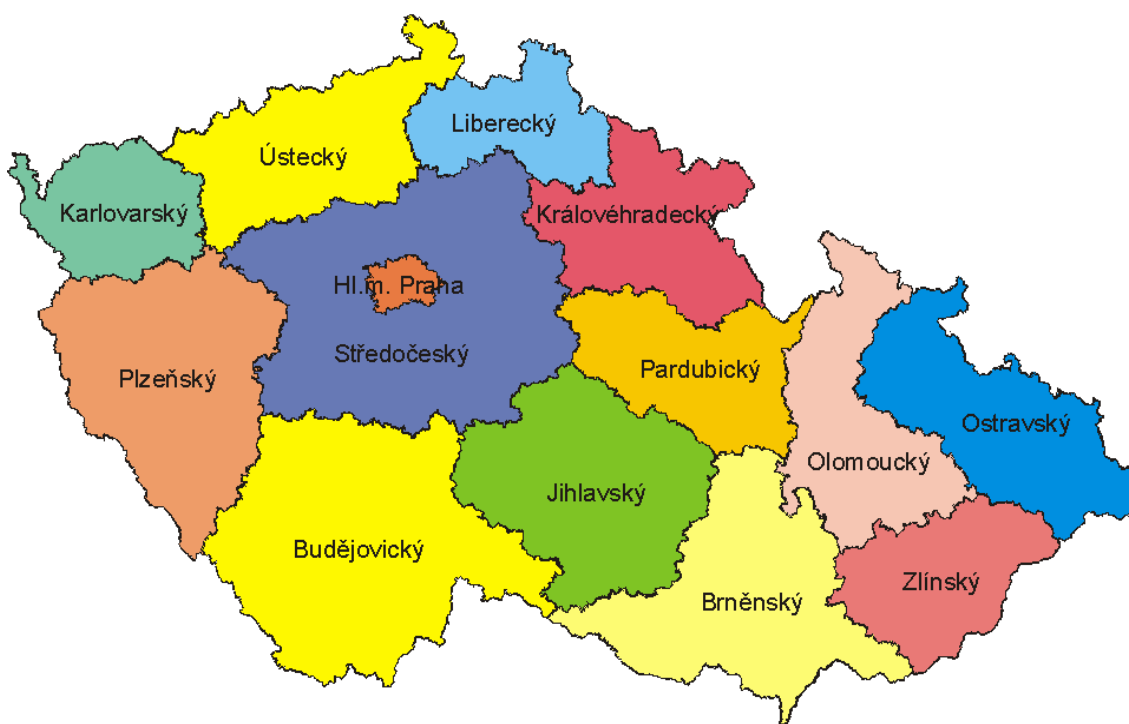 Liberecký
Ústecký
Karlovarský
Královéhradecký
Hl.m. Praha
Středočeský
Plzeňský
Pardubický
Ostravský
Olomoucký
Jihlavský
Budějovický
Zlínský
Brněnský